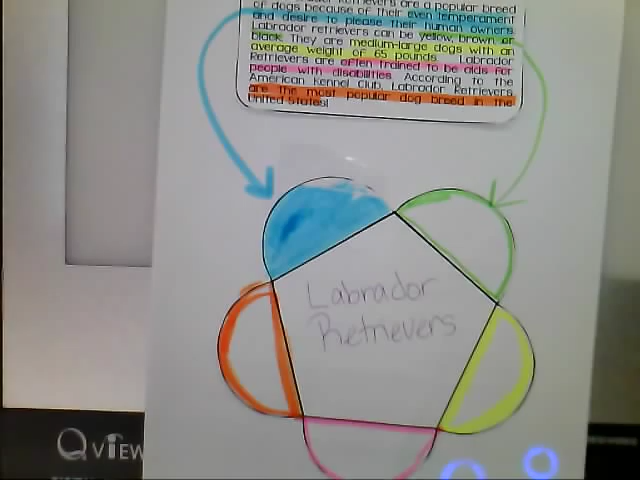 Retrievers are a popular breed
of dogs because of their even temperament
and desire to please their human owners.
Labrador retrievers can be yellow, brown or
black. They are medium-large dogs with an
average weight of 65 pounds. Labrador
Retrievers are often trained to be aids for
people with disabilities. According to the
American Kennel Club, Labrador Retrievers
are the most popular dog breed in the
United States!
Labrador
Retrievers
QVIEW